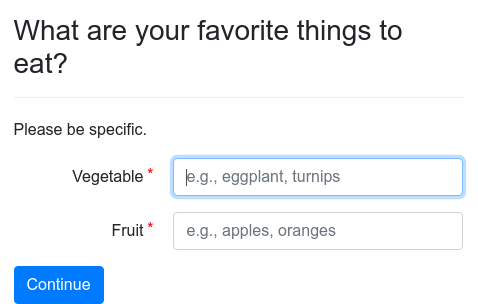 What are your favorite things to
eat?
Please be specific.
Vegetable * e.g., eggplant, turnips
Fruit * e.g., apples, oranges
Continue